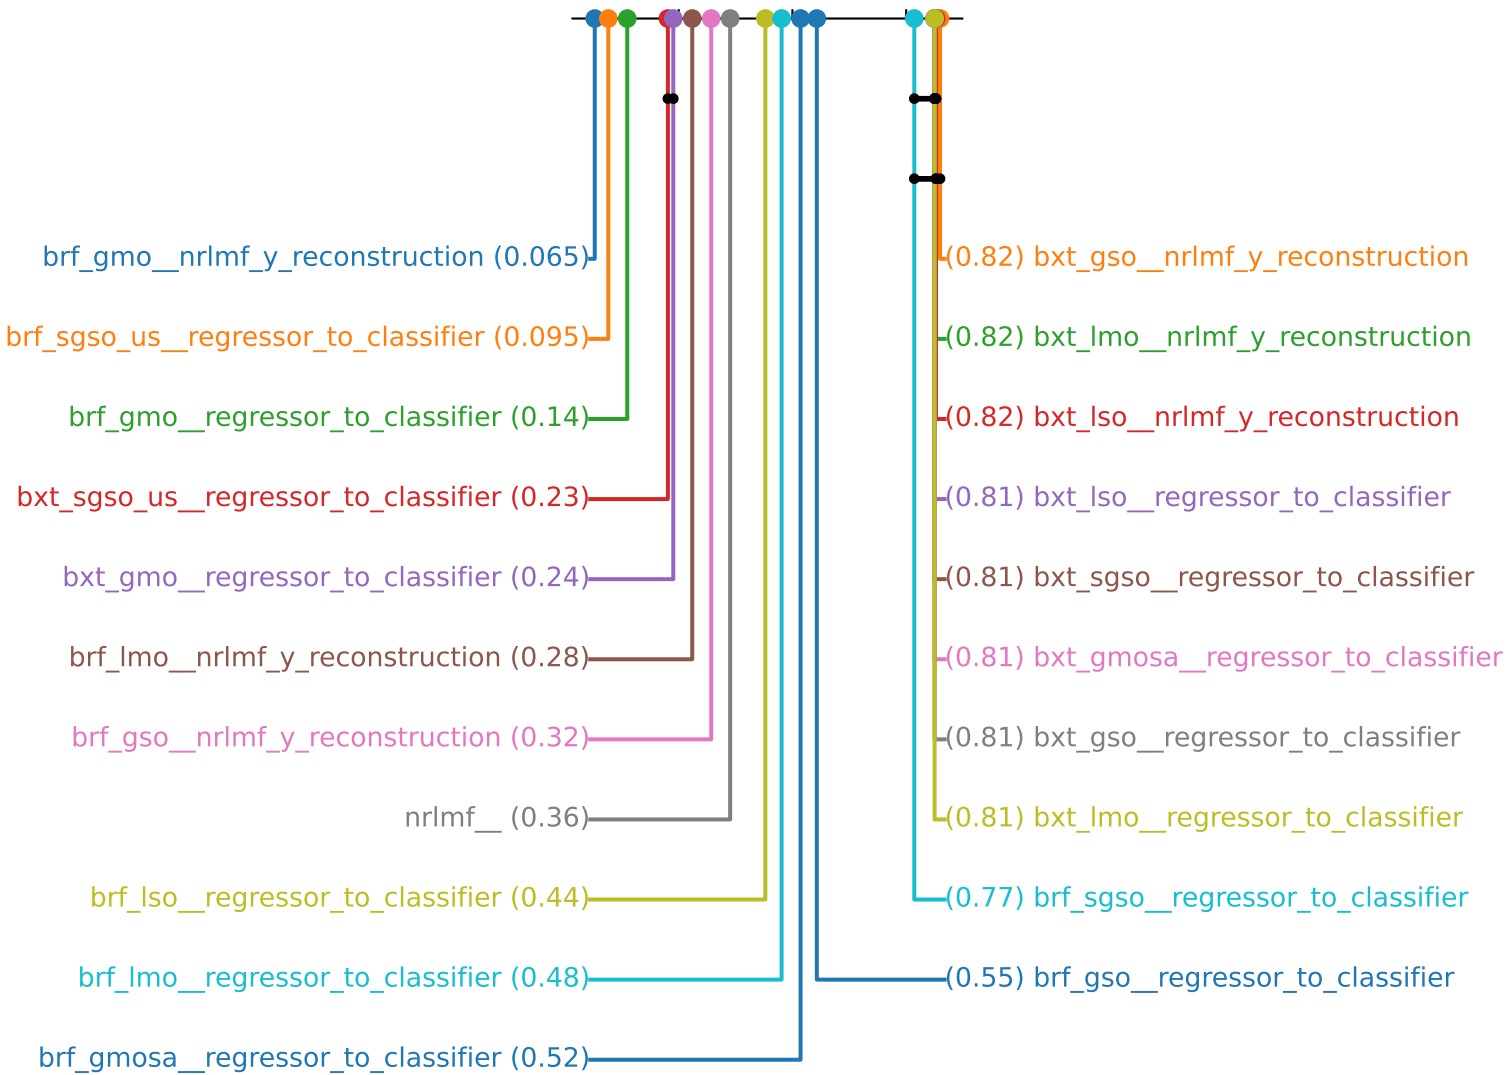 brf_gmo__nrlmf_y_reconstruction (0.065)
brf_sgso_us__regressor_to_classifier (0.095)
brf_gmo__regressor_to_classifier (0.14)
bxt_sgso_us__regressor_to_classifier (0.23)
bxt_gmo__regressor_to_classifier (0.24)
brf_lmo__nrlmf_y_reconstruction (0.28)
brf_gso__nrlmf_y_reconstruction (0.32)
nrlmf__ (0.36)
brf_lso__regressor_to_classifier (0.44)
brf_lmo__regressor_to_classifier (0.48)
brf_gmosa__regressor_to_classifier (0.52)
(0.82) bxt_gso__nrlmf_y_reconstruction
(0.82) bxt_lmo__nrlmf_y_reconstruction
(0.82) bxt_lso__nrlmf_y_reconstruction
(0.81) bxt_lso__regressor_to_classifier
(0.81) bxt_sgso__regressor_to_classifier
(0.81) bxt_gmosa__regressor_to_classifier
(0.81) bxt_gso__regressor_to_classifier
(0.81) bxt_lmo__regressor_to_classifier
(0.77) brf_sgso__regressor_to_classifier
(0.55) brf_gso__regressor_to_classifier